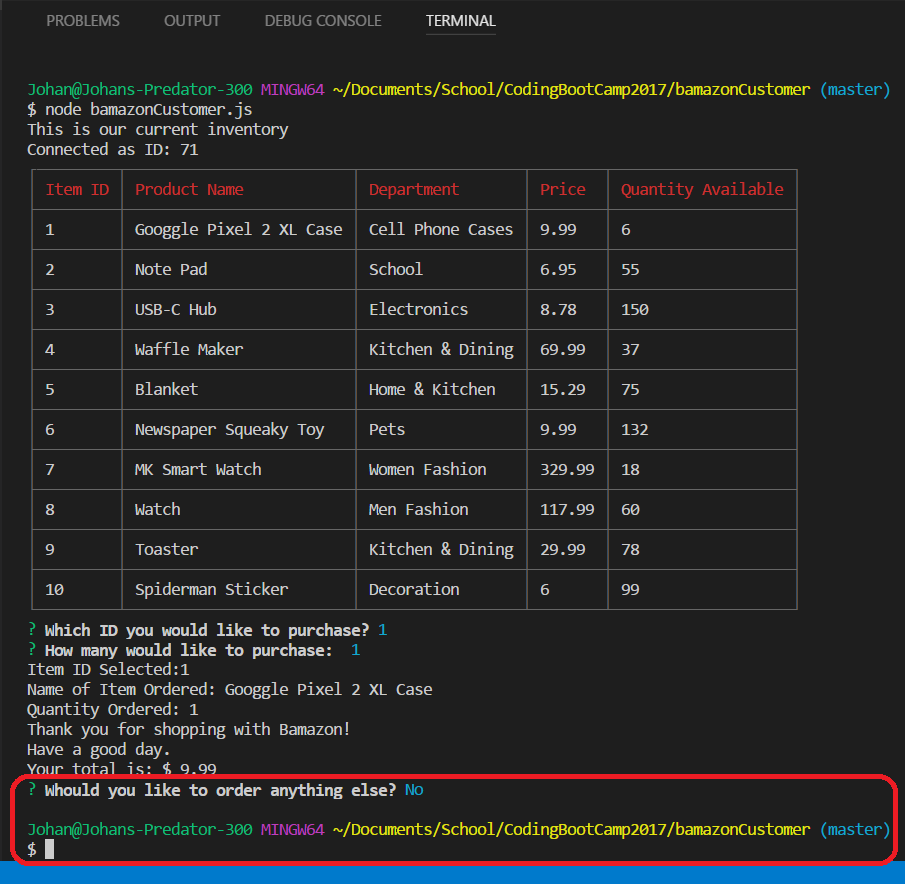 PROBLEMS OUTPUT DEBUG CONSOLE TERMINAL
Johan@Johans-Predator-300 MINGW64 ~/Documents/School/CodingBootCamp2017/bamazonCustomer (master)
$ node bamazonCustomer.js
This is our current inventory
Connected as ID: 71
Item ID Product Name Department Price Quantity Available
1 Googgle Pixel 2 XL Case Cell Phone Cases 9.99 6
2 Note Pad School 6.95 55
3 USB-C Hub Electronics 8.78 150
4 Waffle Maker Kitchen & Dining 69.99 37
5 Blanket Home & Kitchen 15.29 75
6 Newspaper Squeaky Toy Pets 9.99 132
7 MK Smart Watch Women Fashion 329.99 18
8 Watch Men Fashion 117.99 60
9 Toaster Kitchen & Dining 29.99 78
10 Spiderman Sticker Decoration 6 99
? Which ID you would like to purchase? 1
? How many would like to purchase: 1
Item ID Selected:1
Name of Item Ordered: Googgle Pixel 2 XL Case
Quantity Ordered: 1
Thank you for shopping with Bamazon!
Have a good day.
Your total is: $ 9.99
? Whould you like to order anything else? No
Johan@Johans-Predator-300 MINGW64 ~/Documents/School/CodingBootCamp2017/bamazonCustomer (master)
$